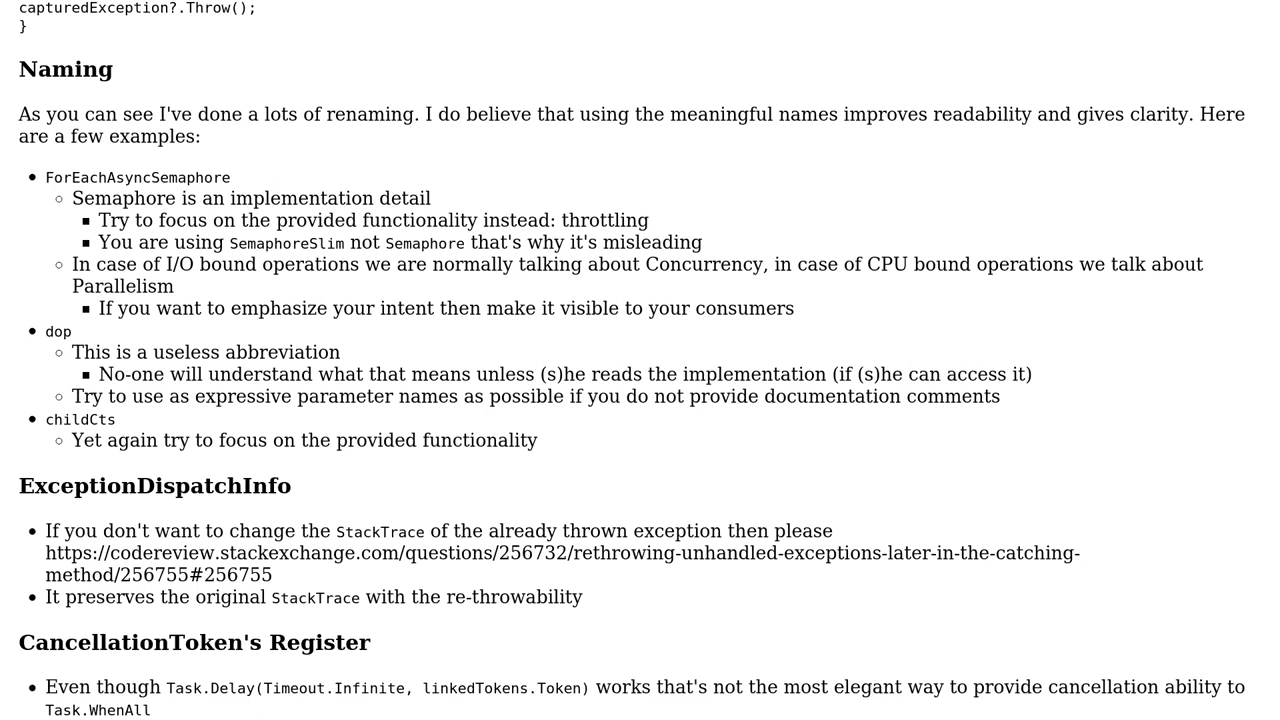 capturedException?.Throw();
}
Naming
As you can see I've done a lots of renaming. I do believe that using the meaningful names improves readability and gives clarity. Here
are a few examples:
• ForEachAsyncSemaphore
◦ Semaphore is an implementation detail
▪ Try to focus on the provided functionality instead: throttling
▪ You are using SemaphoreSlim not Semaphore that's why it's misleading
◦ In case of I/O bound operations we are normally talking about Concurrency, in case of CPU bound operations we talk about
Parallelism
▪ If you want to emphasize your intent then make it visible to your consumers
• dop
◦ This is a useless abbreviation
▪ No-one will understand what that means unless (s)he reads the implementation (if (s)he can access it)
◦ Try to use as expressive parameter names as possible if you do not provide documentation comments
• childCts
◦ Yet again try to focus on the provided functionality
ExceptionDispatchInfo
• If you don't want to change the StackTrace of the already thrown exception then please
https://codereview.stackexchange.com/questions/256732/rethrowing-unhandled-exceptions-later-in-the-catching-
method/256755#256755
• It preserves the original StackTrace with the re-throwability
CancellationToken's Register
• Even though Task.Delay(Timeout.Infinite, linkedTokens.Token) works that's not the most elegant way to provide cancellation ability to
Task.WhenAll